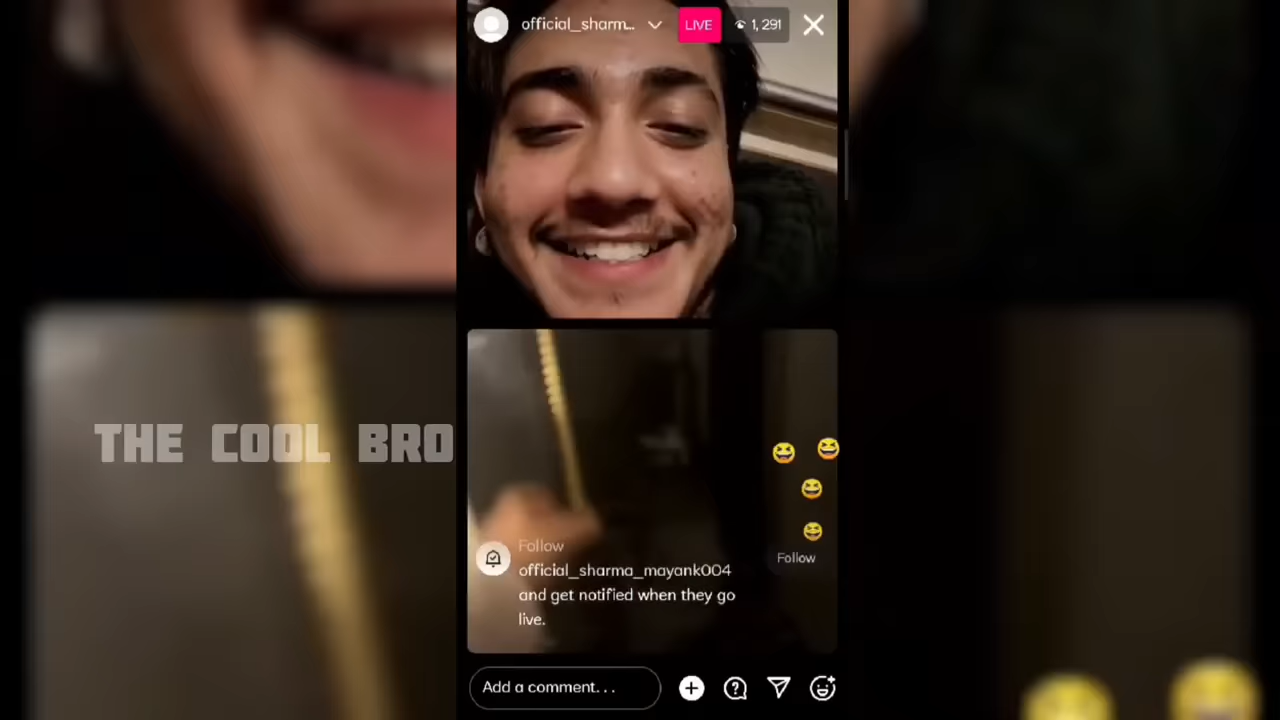 official_sharm...
LIVE
1, 291
THE COOL BRO
Follow
official_sharma_mayank004
and get notified when they go
live.
Follow
Add a comment...